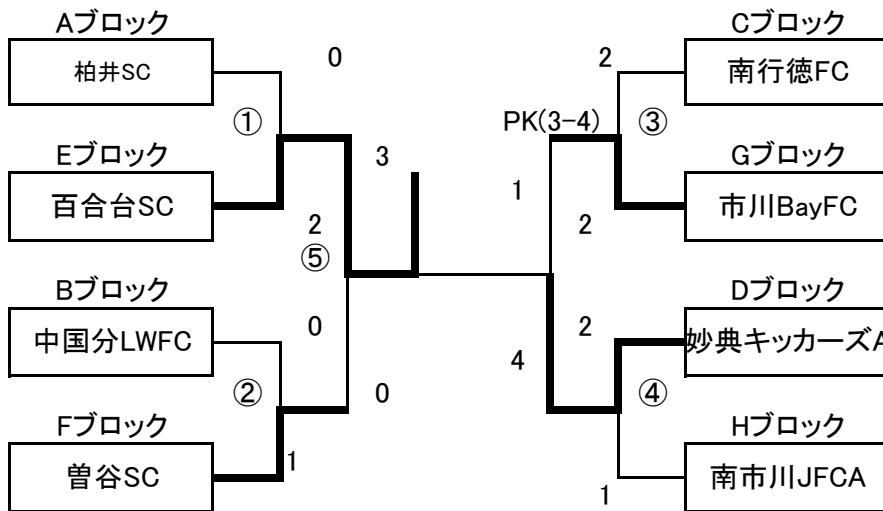 Aブロック
0
Cブロック
柏井SC
2
南行徳FC
①
PK(3-4)
③
Eブロック
3
Gブロック
百合台SC
1
市川BayFC
2
2
⑤
Bブロック
Dブロック
中国分LWFC
0
2
妙典キッカーズA
4
②
0
④
Fブロック
Hブロック
曽谷SC
1
1
南市川JFCA